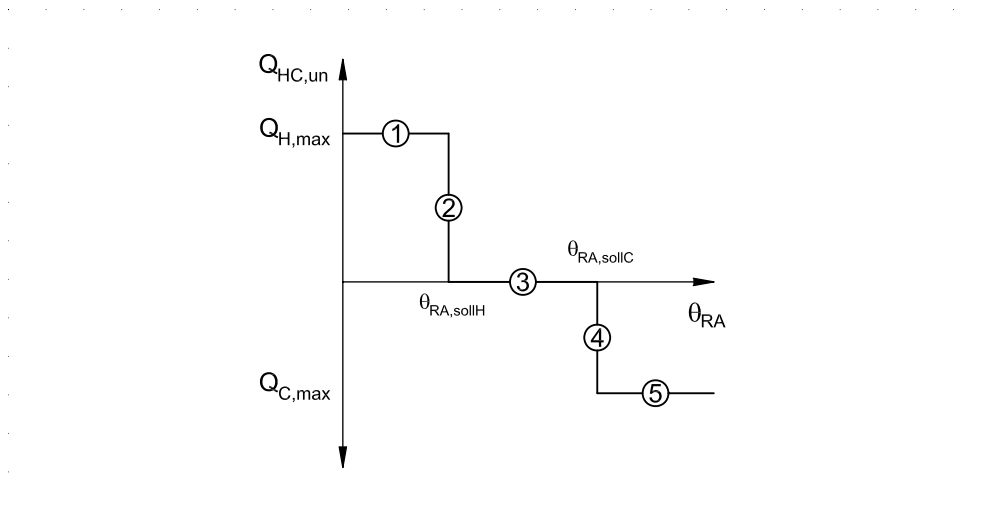 Q_HC,un
Q_H,max
1
2
θ_RA,sollC
3
θ_RA,sollH
θ_RA
4
Q_C,max
5